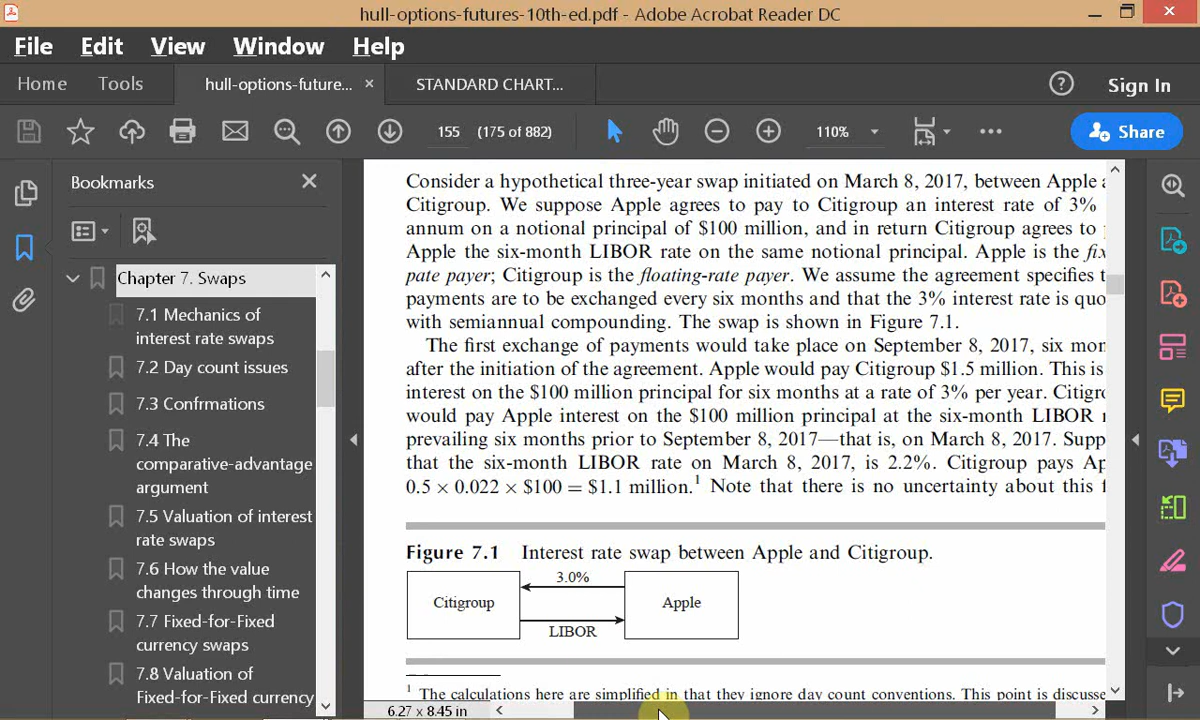 hull-options-futures-10th-ed.pdf - Adobe Acrobat Reader DC
File Edit View Window Help
Home Tools hull-options-future... × STANDARD CHART... Sign In
155 (175 of 882) 110% Share
Bookmarks
Chapter 7. Swaps
7.1 Mechanics of
interest rate swaps
7.2 Day count issues
7.3 Confrmations
7.4 The
comparative-advantage
argument
7.5 Valuation of interest
rate swaps
7.6 How the value
changes through time
7.7 Fixed-for-Fixed
currency swaps
7.8 Valuation of
Fixed-for-Fixed currency
Consider a hypothetical three-year swap initiated on March 8, 2017, between Apple
Citigroup. We suppose Apple agrees to pay to Citigroup an interest rate of 3%
annum on a notional principal of $100 million, and in return Citigroup agrees to
Apple the six-month LIBOR rate on the same notional principal. Apple is the fix
pate payer; Citigroup is the floating-rate payer. We assume the agreement specifies t
payments are to be exchanged every six months and that the 3% interest rate is quo
with semiannual compounding. The swap is shown in Figure 7.1.
The first exchange of payments would take place on September 8, 2017, six mon
after the initiation of the agreement. Apple would pay Citigroup $1.5 million. This is
interest on the $100 million principal for six months at a rate of 3% per year. Citigro
would pay Apple interest on the $100 million principal at the six-month LIBOR
prevailing six months prior to September 8, 2017—that is, on March 8, 2017. Supp
that the six-month LIBOR rate on March 8, 2017, is 2.2%. Citigroup pays Ap
0.5 × 0.022 × $100 = $1.1 million.¹ Note that there is no uncertainty about this f
Figure 7.1 Interest rate swap between Apple and Citigroup.
3.0%
Citigroup Apple
LIBOR
¹ The calculations here are simplified in that they ignore day count conventions. This point is discusse
6.27 x 8.45 in